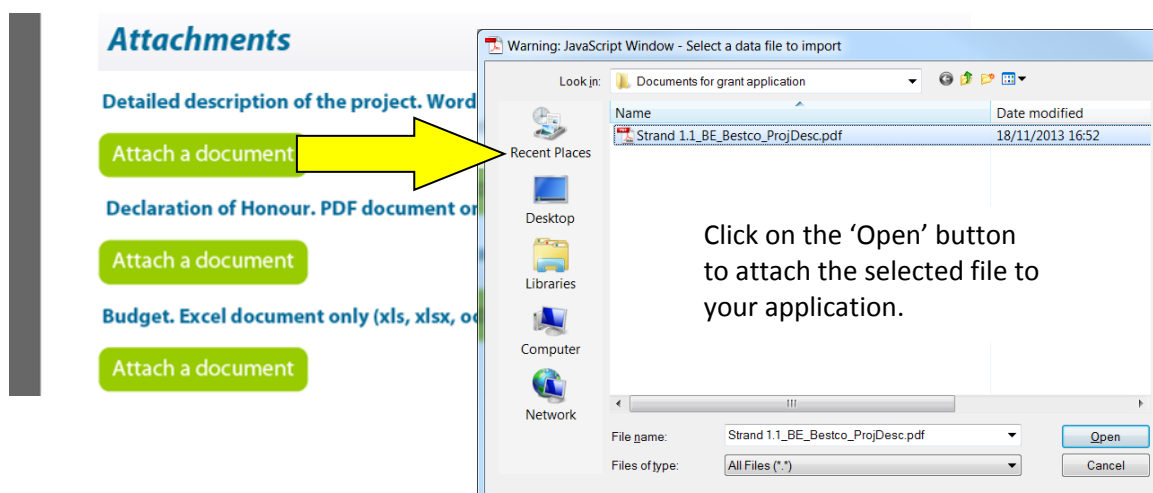 Attachments
Detailed description of the project. Word
Attach a document
Declaration of Honour. PDF document or
Attach a document
Budget. Excel document only (xls, xlsx,
Attach a document
Warning: JavaScript Window - Select a data file to import
Look in: Documents for grant application
Name Date modified
Strand 1.1_BE_Bestco_ProjDesc.pdf 18/11/2013 16:52
Recent Places
Desktop
Libraries
Computer
Network
Click on the ‘Open’ button
to attach the selected file to
your application.
File name: Strand 1.1_BE_Bestco_ProjDesc.pdf Open
Files of type: All Files (*.*) Cancel